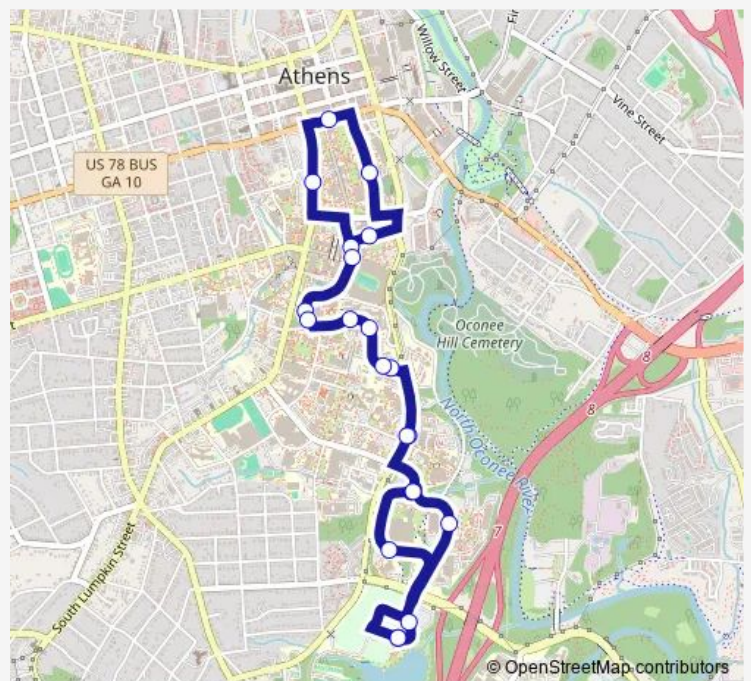 Willow Street
Fir
Athens
Vine Street
US 78 BUS
GA 10
Oconee
Hill Cemetery
8
8
North Oconee River
7
South Lumpkin Street
© OpenStreetMap contributors